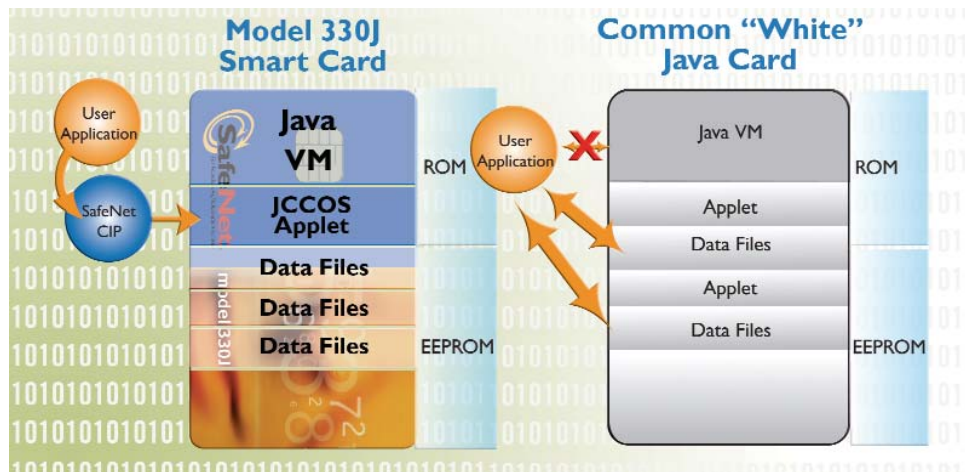 Model 330J
Smart Card
User
Application
SafeNet
CIP
SafeNet
model 330J
Java
VM
JCCOS
Applet
Data Files
Data Files
Data Files
ROM
EEPROM
Common “White”
Java Card
User
Application
X
Java VM
Applet
Data Files
Applet
Data Files
ROM
EEPROM